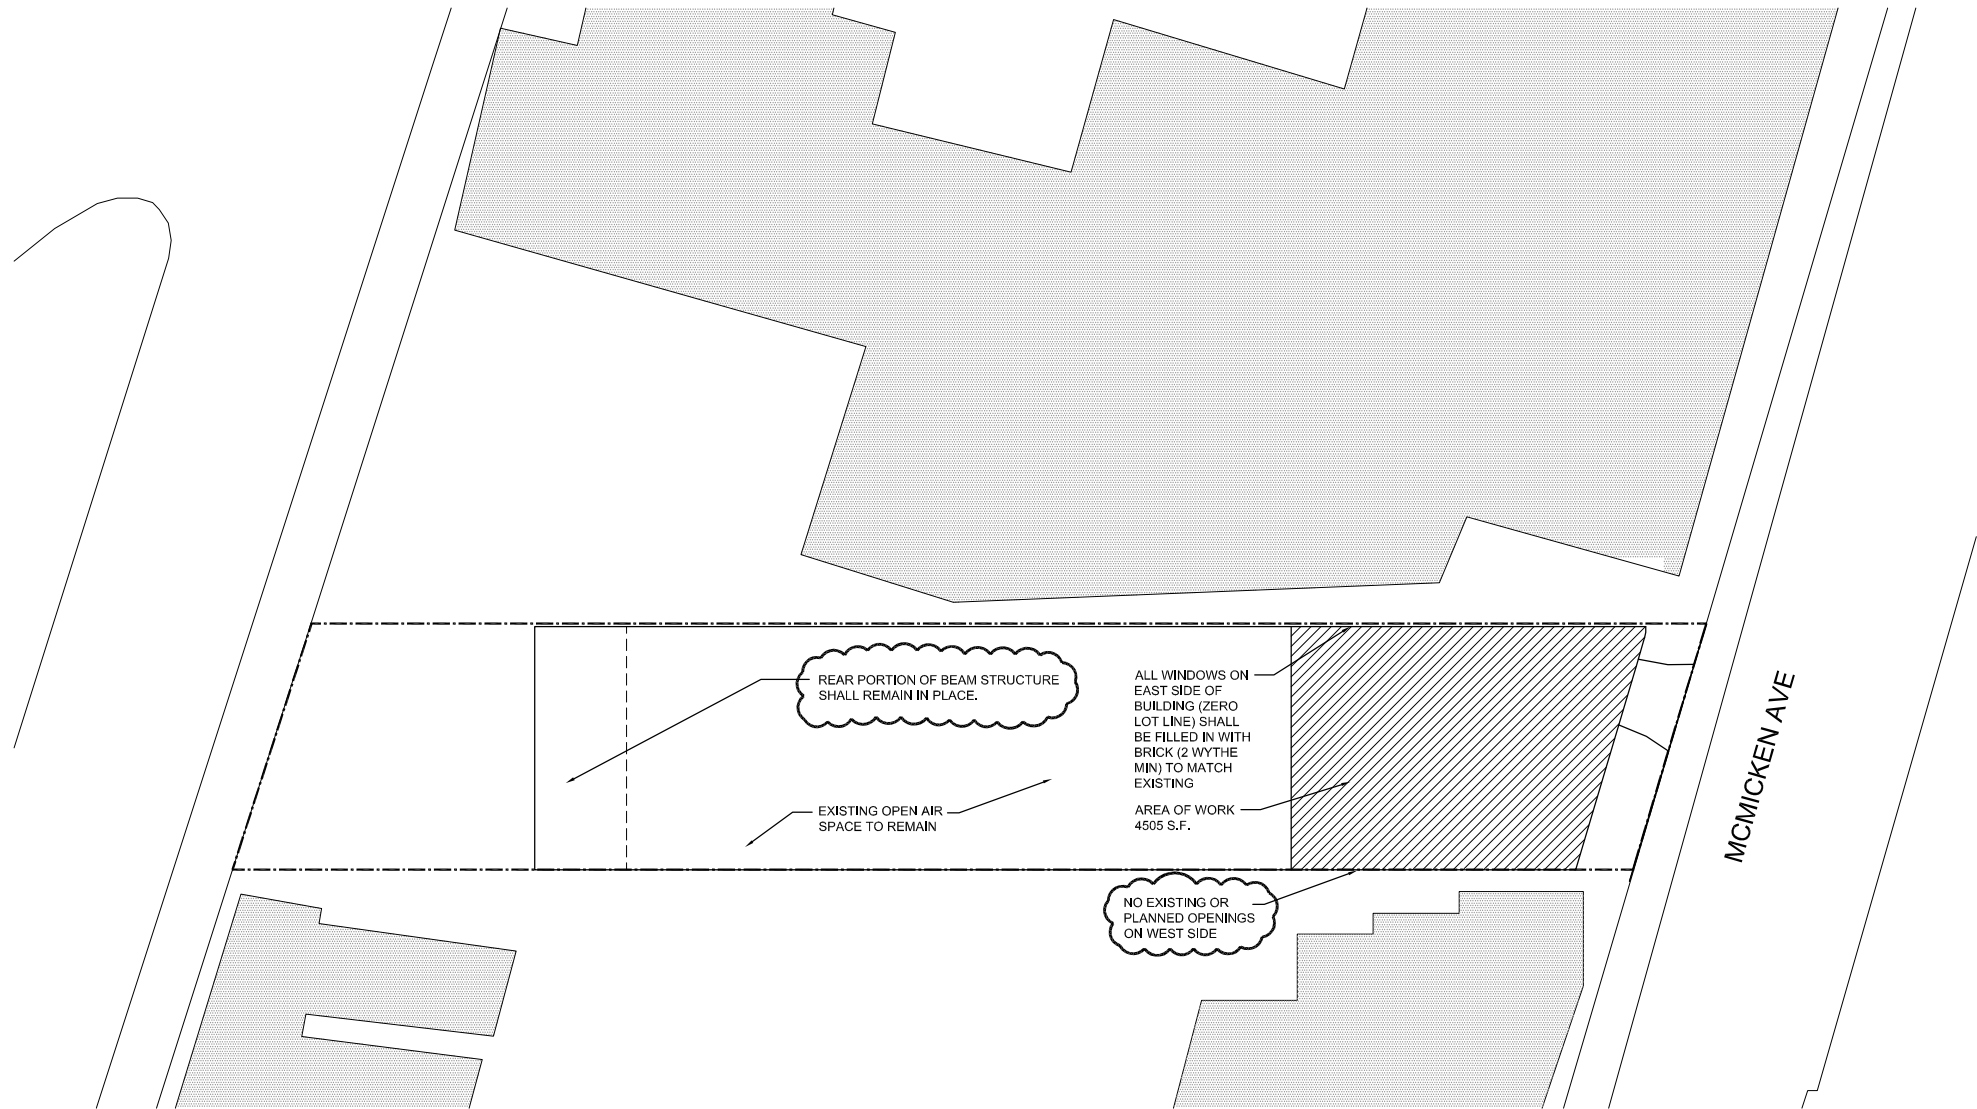 REAR PORTION OF BEAM STRUCTURE
SHALL REMAIN IN PLACE.
EXISTING OPEN AIR
SPACE TO REMAIN
ALL WINDOWS ON
EAST SIDE OF
BUILDING (ZERO
LOT LINE) SHALL
BE FILLED IN WITH
BRICK (2 WYTHE
MIN) TO MATCH
EXISTING
AREA OF WORK
4505 S.F.
NO EXISTING OR
PLANNED OPENINGS
ON WEST SIDE
MCMICKEN AVE